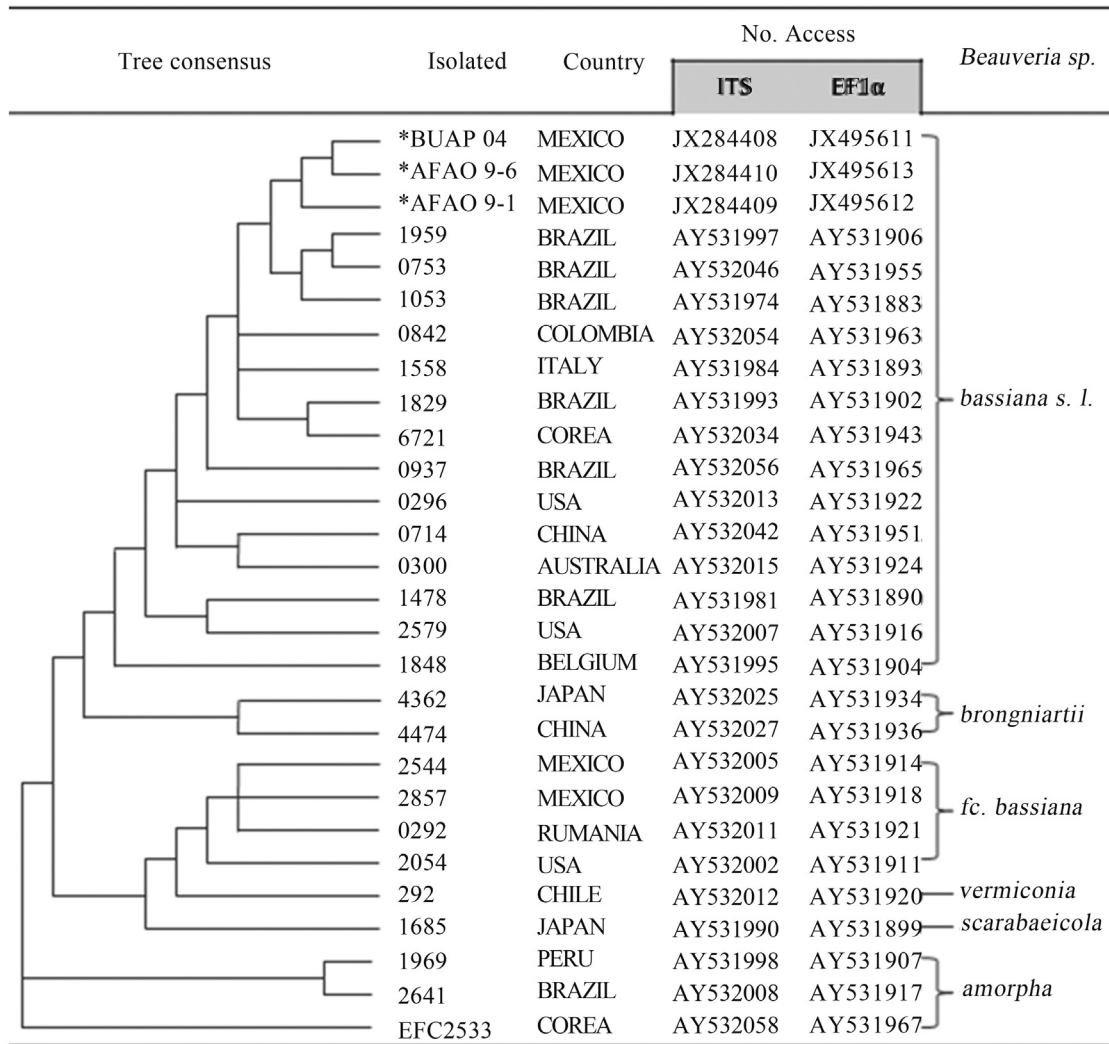 No. Access
Tree consensus Isolated Country Beauveria sp.
ITS EF1α
*BUAP 04 MEXICO JX284408 JX495611
*AFAO 9-6 MEXICO JX284410 JX495613
*AFAO 9-1 MEXICO JX284409 JX495612
1959 BRAZIL AY531997 AY531906
0753 BRAZIL AY532046 AY531955
1053 BRAZIL AY531974 AY531883
0842 COLOMBIA AY532054 AY531963
1558 ITALY AY531984 AY531893
1829 BRAZIL AY531993 AY531902 bassiana s. l.
6721 COREA AY532034 AY531943
0937 BRAZIL AY532056 AY531965
0296 USA AY532013 AY531922
0714 CHINA AY532042 AY531951
0300 AUSTRALIA AY532015 AY531924
1478 BRAZIL AY531981 AY531890
2579 USA AY532007 AY531916
1848 BELGIUM AY531995 AY531904
4362 JAPAN AY532025 AY531934
brongniartii
4474 CHINA AY532027 AY531936
2544 MEXICO AY532005 AY531914
2857 MEXICO AY532009 AY531918 fc. bassiana
0292 RUMANIA AY532011 AY531921
2054 USA AY532002 AY531911
292 CHILE AY532012 AY531920 vermiconia
1685 JAPAN AY531990 AY531899 scarabaeicola
1969 PERU AY531998 AY531907
2641 BRAZIL AY532008 AY531917 amorpha
EFC2533 COREA AY532058 AY531967